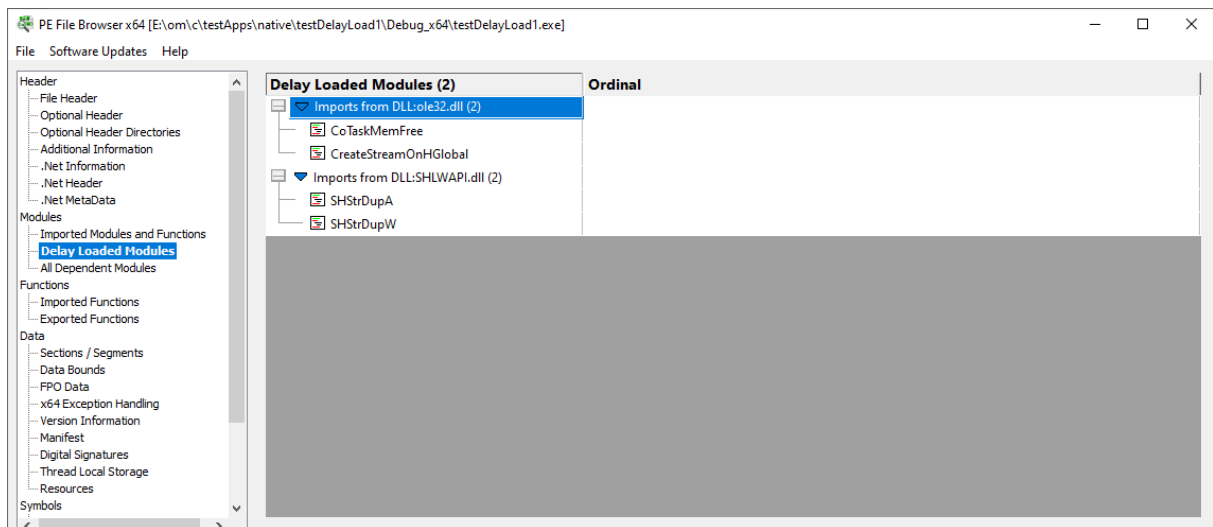 PE File Browser x64 [E:\om\c\testApps\native\testDelayLoad1\Debug_x64\testDelayLoad1.exe]
File Software Updates Help
Header
File Header
Optional Header
Optional Header Directories
Additional Information
.Net Information
.Net Header
.Net MetaData
Modules
Imported Modules and Functions
Delay Loaded Modules
All Dependent Modules
Functions
Imported Functions
Exported Functions
Data
Sections / Segments
Data Bounds
FPO Data
x64 Exception Handling
Version Information
Manifest
Digital Signatures
Thread Local Storage
Resources
Symbols
Delay Loaded Modules (2) Ordinal
Imports from DLL:ole32.dll (2)
CoTaskMemFree
CreateStreamOnHGlobal
Imports from DLL:SHLWAPI.dll (2)
SHStrDupA
SHStrDupW